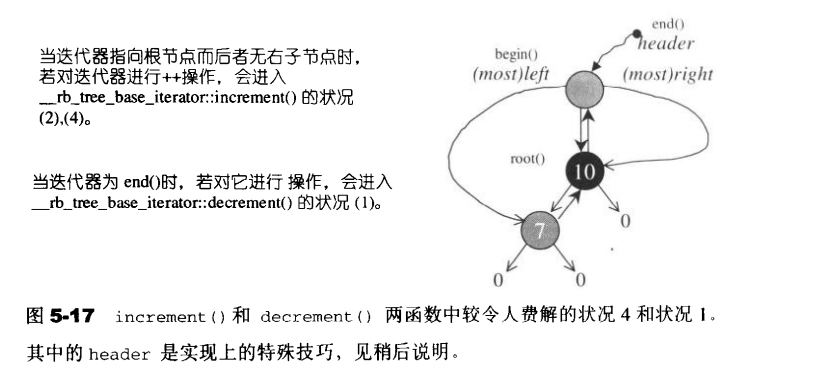 当迭代器指向根节点而后者无右子节点时,
若对迭代器进行++操作，会进入
__rb_tree_base_iterator::increment() 的状况
(2),(4)。
当迭代器为 end()时，若对它进行 操作，会进入
__rb_tree_base_iterator::decrement() 的状况 (1)。
end()
header
begin()
(most)left
(most)right
root()
10
7
0
0
0
图 5-17 increment()和 decrement() 两函数中较令人费解的状况 4 和状况 1。
其中的 header 是实现上的特殊技巧，见稍后说明。